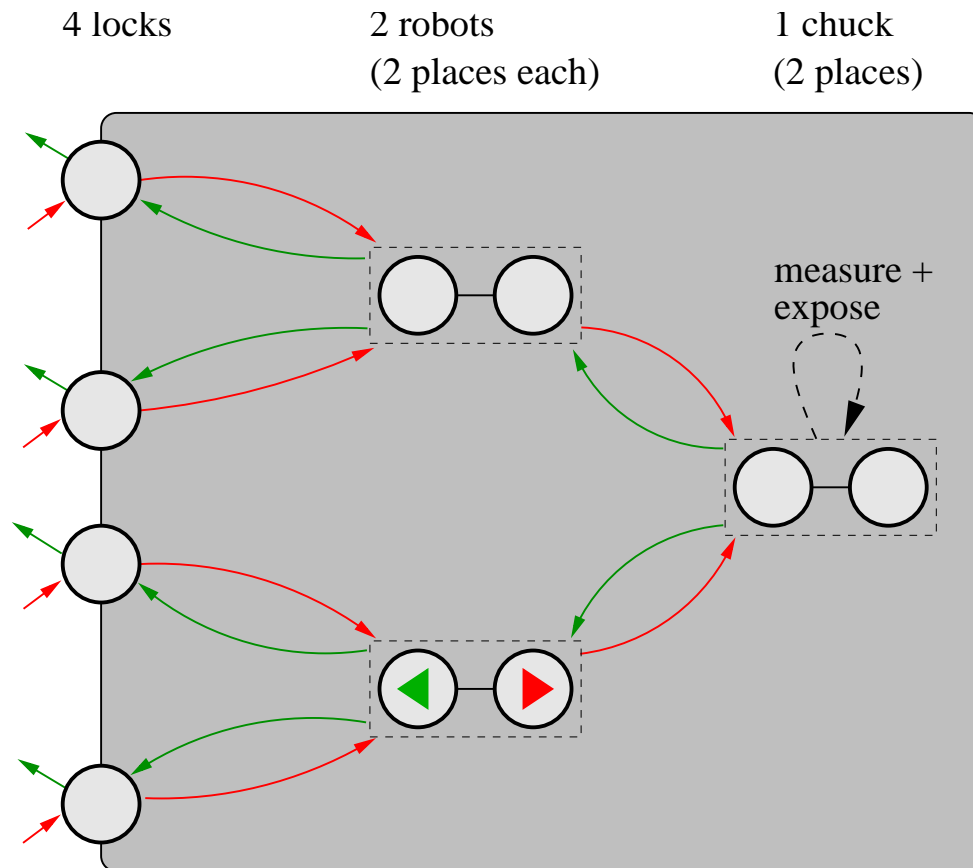 4 locks
2 robots
(2 places each)
1 chuck
(2 places)
measure +
expose